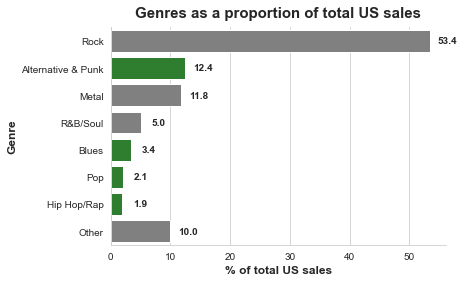 Genres as a proportion of total US sales
Genre
Rock 53.4
Alternative & Punk 12.4
Metal 11.8
R&B/Soul 5.0
Blues 3.4
Pop 2.1
Hip Hop/Rap 1.9
Other 10.0
0 10 20 30 40 50
% of total US sales